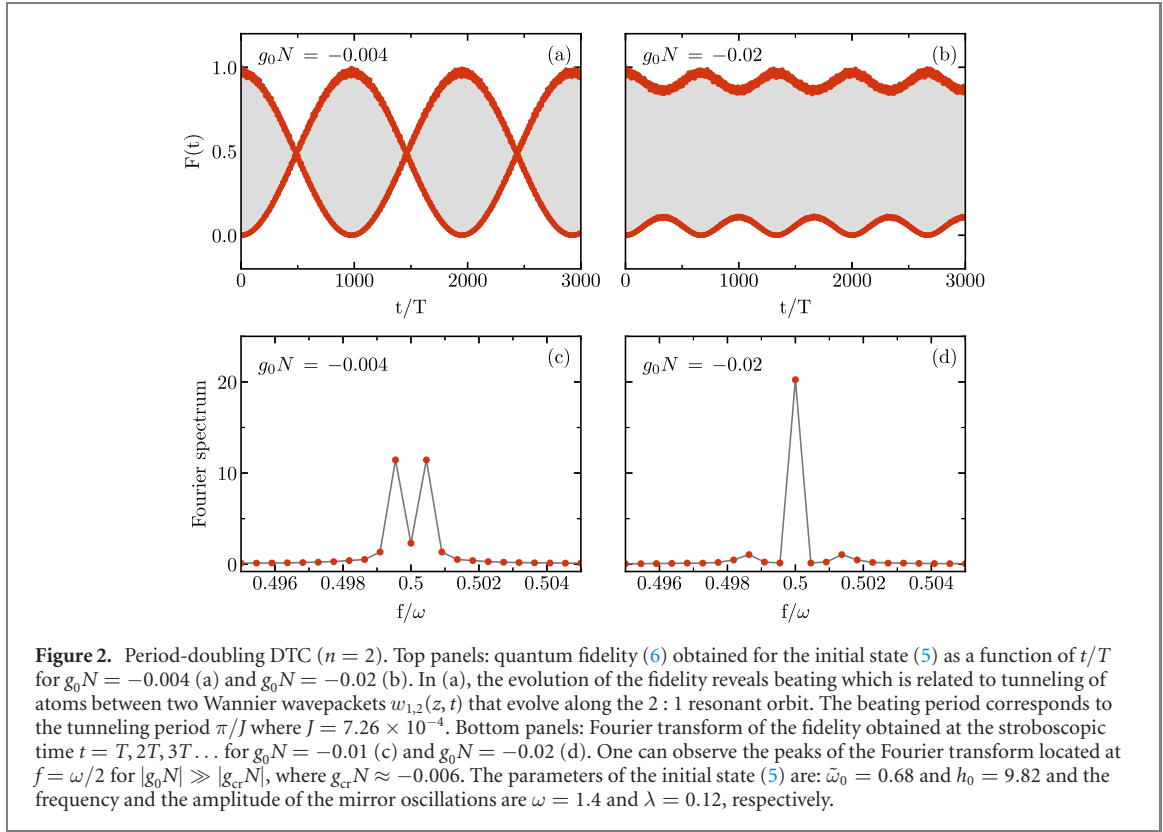 g₀N = −0.004 (a)
g₀N = −0.02 (b)
1.0
0.5
0.0
F(t)
0 1000 2000 3000
0 1000 2000 3000
t/T
t/T
g₀N = −0.004 (c)
g₀N = −0.02 (d)
20
10
0
Fourier spectrum
0.496 0.498 0.5 0.502 0.504
0.496 0.498 0.5 0.502 0.504
f/ω
f/ω
Figure 2. Period-doubling DTC (n = 2). Top panels: quantum fidelity (6) obtained for the initial state (5) as a function of t/T
for g₀N = −0.004 (a) and g₀N = −0.02 (b). In (a), the evolution of the fidelity reveals beating which is related to tunneling of
atoms between two Wannier wavepackets w₁,₂(z, t) that evolve along the 2 : 1 resonant orbit. The beating period corresponds to
the tunneling period π/J where J = 7.26 × 10⁻⁴. Bottom panels: Fourier transform of the fidelity obtained at the stroboscopic
time t = T, 2T, 3T . . . for g₀N = −0.01 (c) and g₀N = −0.02 (d). One can observe the peaks of the Fourier transform located at
f = ω/2 for |g₀N| ≫ |g_crN|, where g_crN ≈ −0.006. The parameters of the initial state (5) are: ω̃₀ = 0.68 and h₀ = 9.82 and the
frequency and the amplitude of the mirror oscillations are ω = 1.4 and λ = 0.12, respectively.